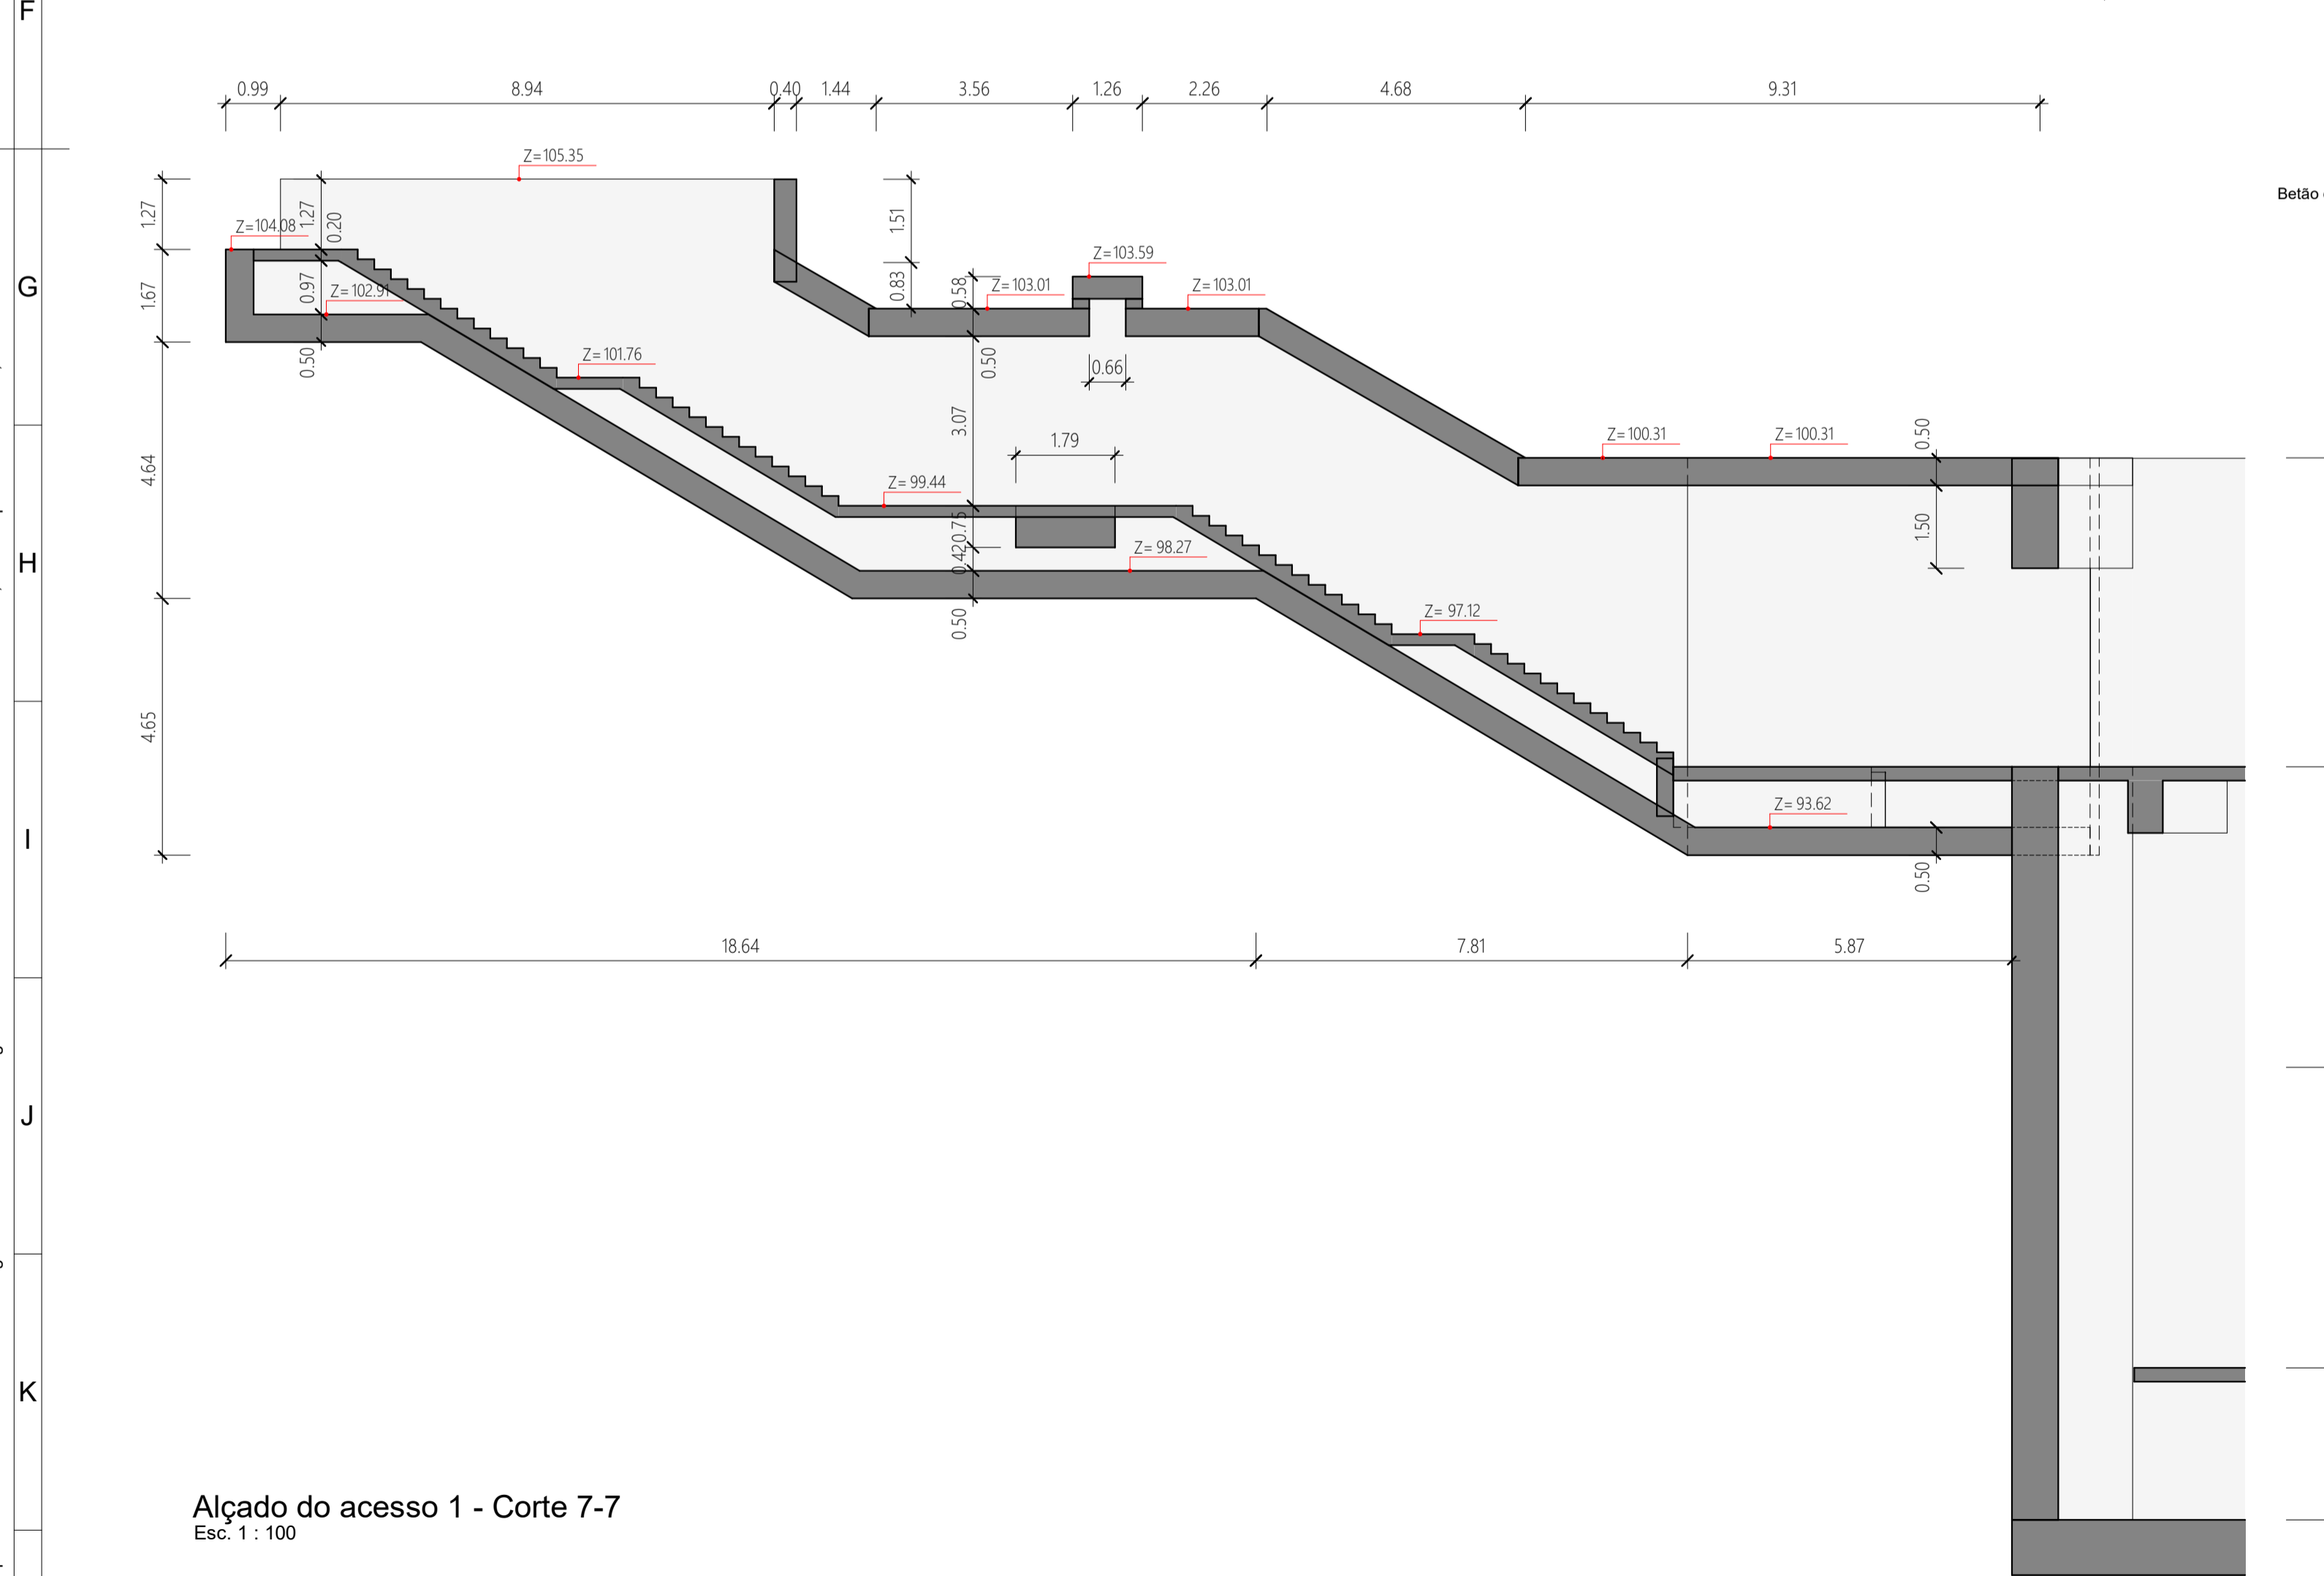 F
0.99 8.94 0.40 1.44 3.56 1.26 2.26 4.68 9.31
Z=105.35
Betão
1.27 1.27 0.20 1.51
Z=104.08
Z=103.59
G
1.67 0.97 0.83 0.58
Z=102.91
Z=103.01
Z=103.01
0.50 0.50
Z=101.76
0.66
3.07
1.79
Z=100.31
Z=100.31
0.50
4.64
Z=99.44
0.75
1.50
H
0.42
Z= 98.27
0.50
Z= 97.12
4.65
Z= 93.62
I
0.50
18.64 7.81 5.87
J
K
Alçado do acesso 1 - Corte 7-7
Esc. 1 : 100